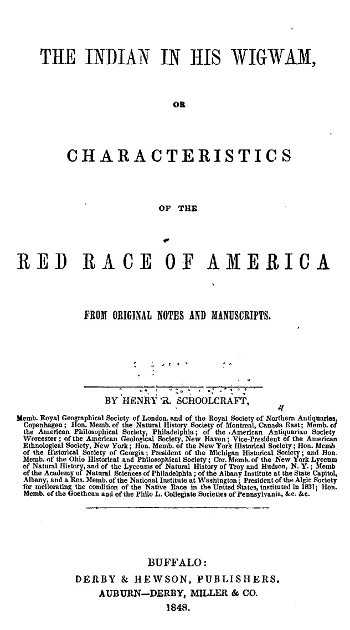 THE INDIAN IN HIS WIGWAM,
OR
CHARACTERISTICS
OF THE
RED RACE OF AMERICA
FROM ORIGINAL NOTES AND MANUSCRIPTS.
BY HENRY R. SCHOOLCRAFT,
Memb. Royal Geographical Society of London, and of the Royal Society of Northern Antiquaries,
Copenhagen; Hon. Memb. of the Natural History Society of Montreal, Canada East; Memb. of
the American Philosophical Society, Philadelphia; of the American Antiquarian Society
Worcester; of the American Geological Society, New Haven; Vice-President of the American
Ethnological Society, New York; Hon. Memb. of the New York Historical Society; Hon. Memb
of the Historical Society of Georgia; President of the Michigan Historical Society; and Hon.
Memb. of the Ohio Historical and Philosophical Soc; Cor. Memb. of the New York Lyceum
of Natural History, and of the Lyceums of Natural History of Troy and Hudson, N. Y.; Memb
of the Academy of Natural Sciences of Philadelphia; of the Albany Institute at the State Capitol,
Albany, and a Res. Memb. of the National Institute at Washington; President of the Algic Society
for meliorating the condition of the Native Race in the United States, instituted in 1831; Hon.
Memb. of the Goethean and of the Philo L. Collegiate Societies of Pennsylvania, &c. &c.
BUFFALO:
DERBY & HEWSON, PUBLISHERS.
AUBURN—DERBY, MILLER & CO.
1848.